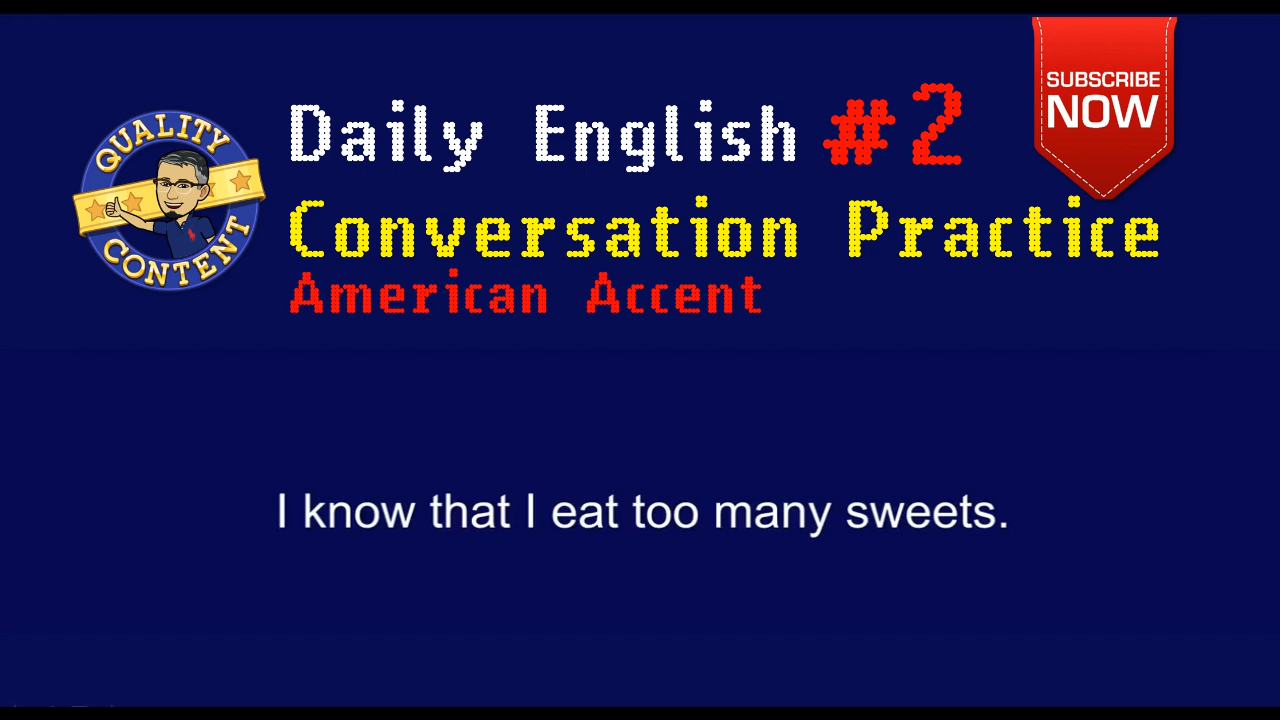 QUALITY
CONTENT
Daily English #2
Conversation Practice
American Accent
SUBSCRIBE
NOW
I know that I eat too many sweets.